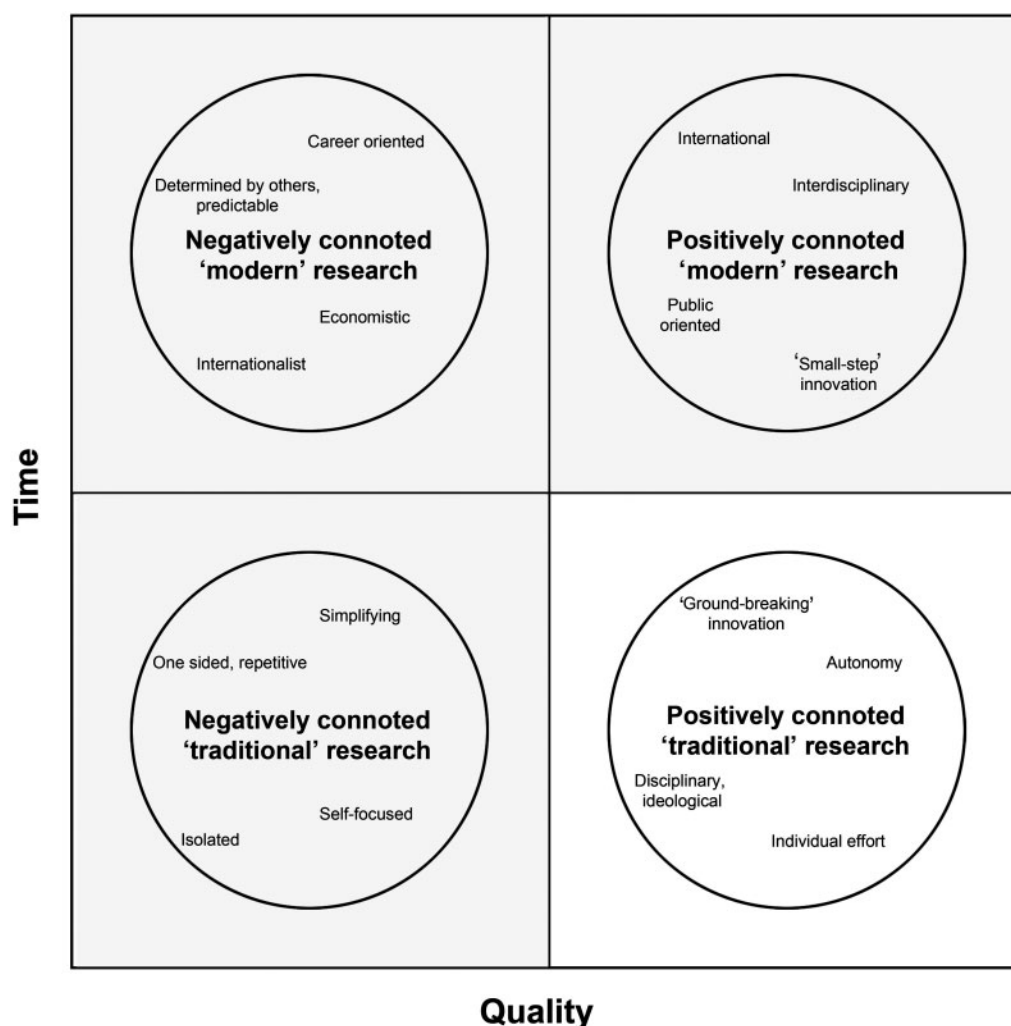 Career oriented
Determined by others,
predictable
Negatively connoted
‘modern’ research
Economistic
Internationalist
International
Interdisciplinary
Positively connoted
‘modern’ research
Public
oriented
‘Small-step’
innovation
Time
Simplifying
One sided, repetitive
Negatively connoted
‘traditional’ research
Self-focused
Isolated
‘Ground-breaking’
innovation
Autonomy
Positively connoted
‘traditional’ research
Disciplinary,
ideological
Individual effort
Quality